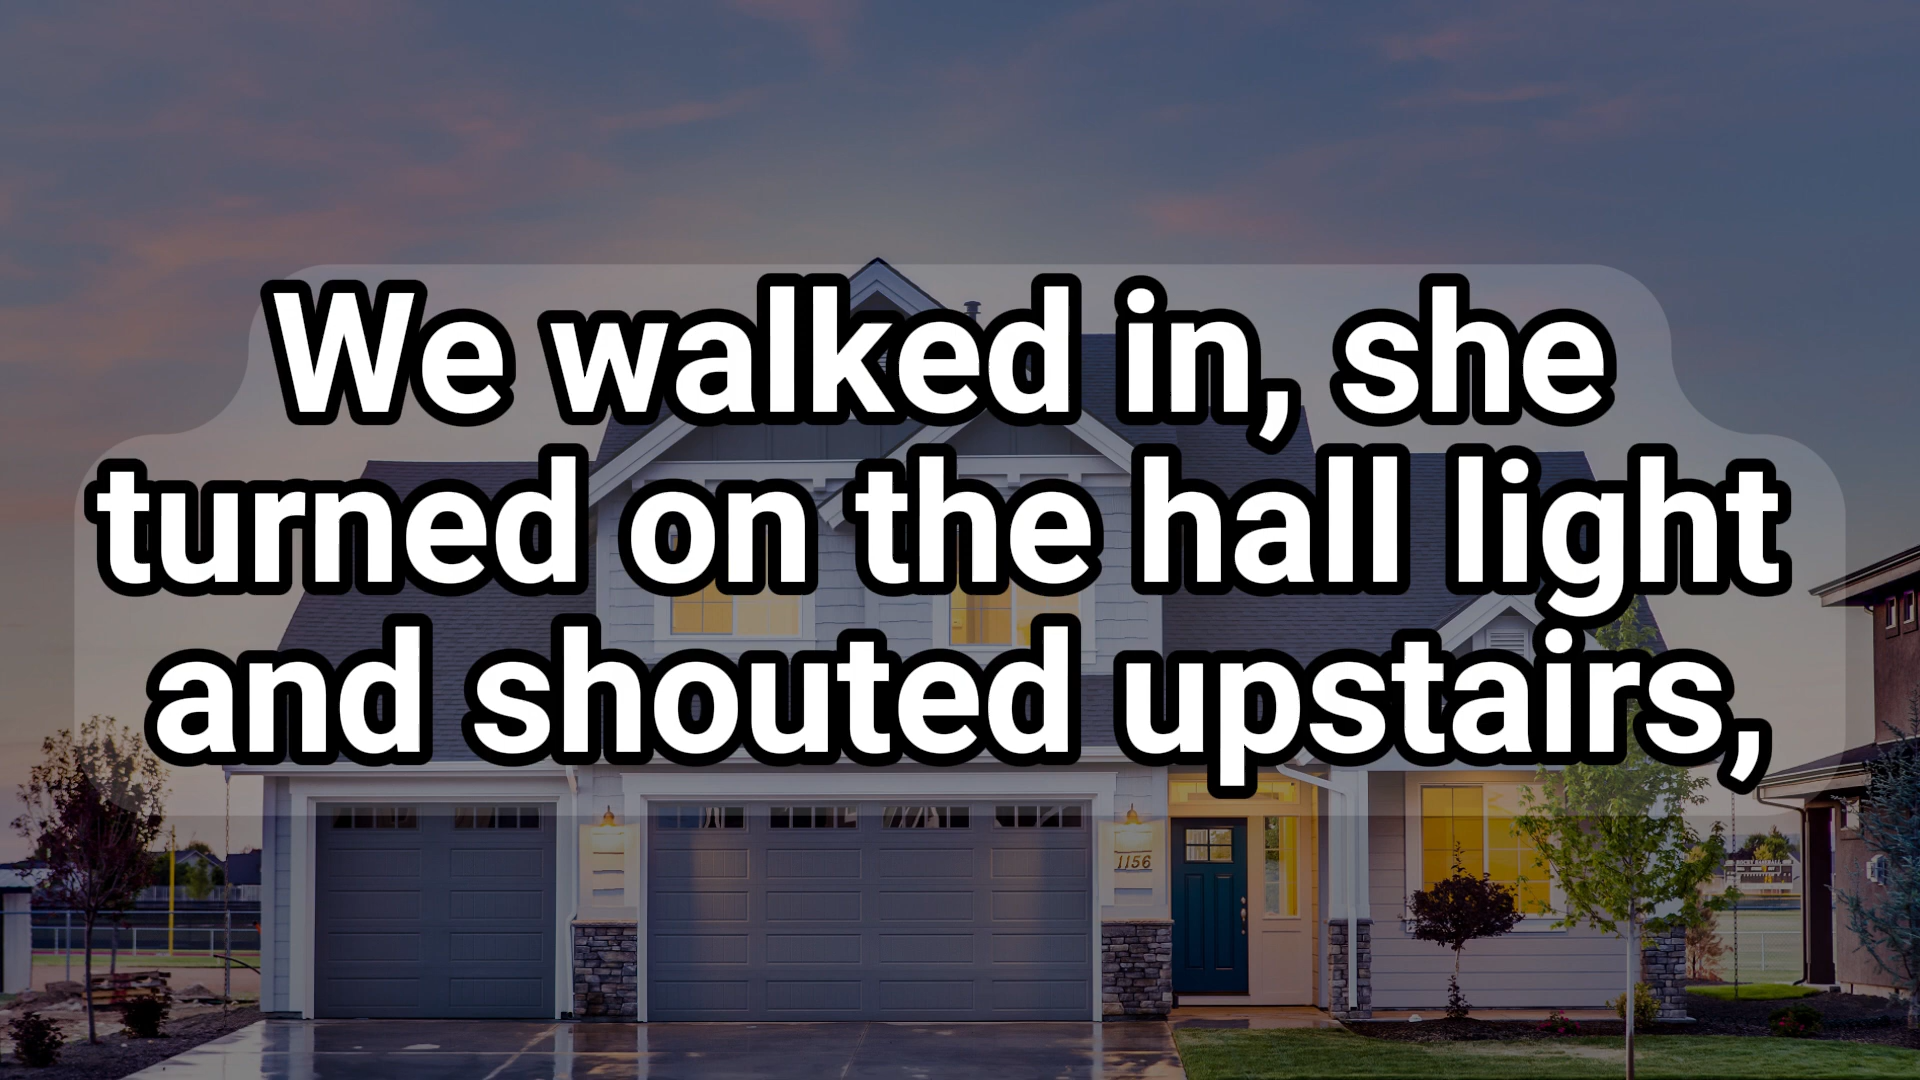 We walked in, she
turned on the hall light
and shouted upstairs,
1156